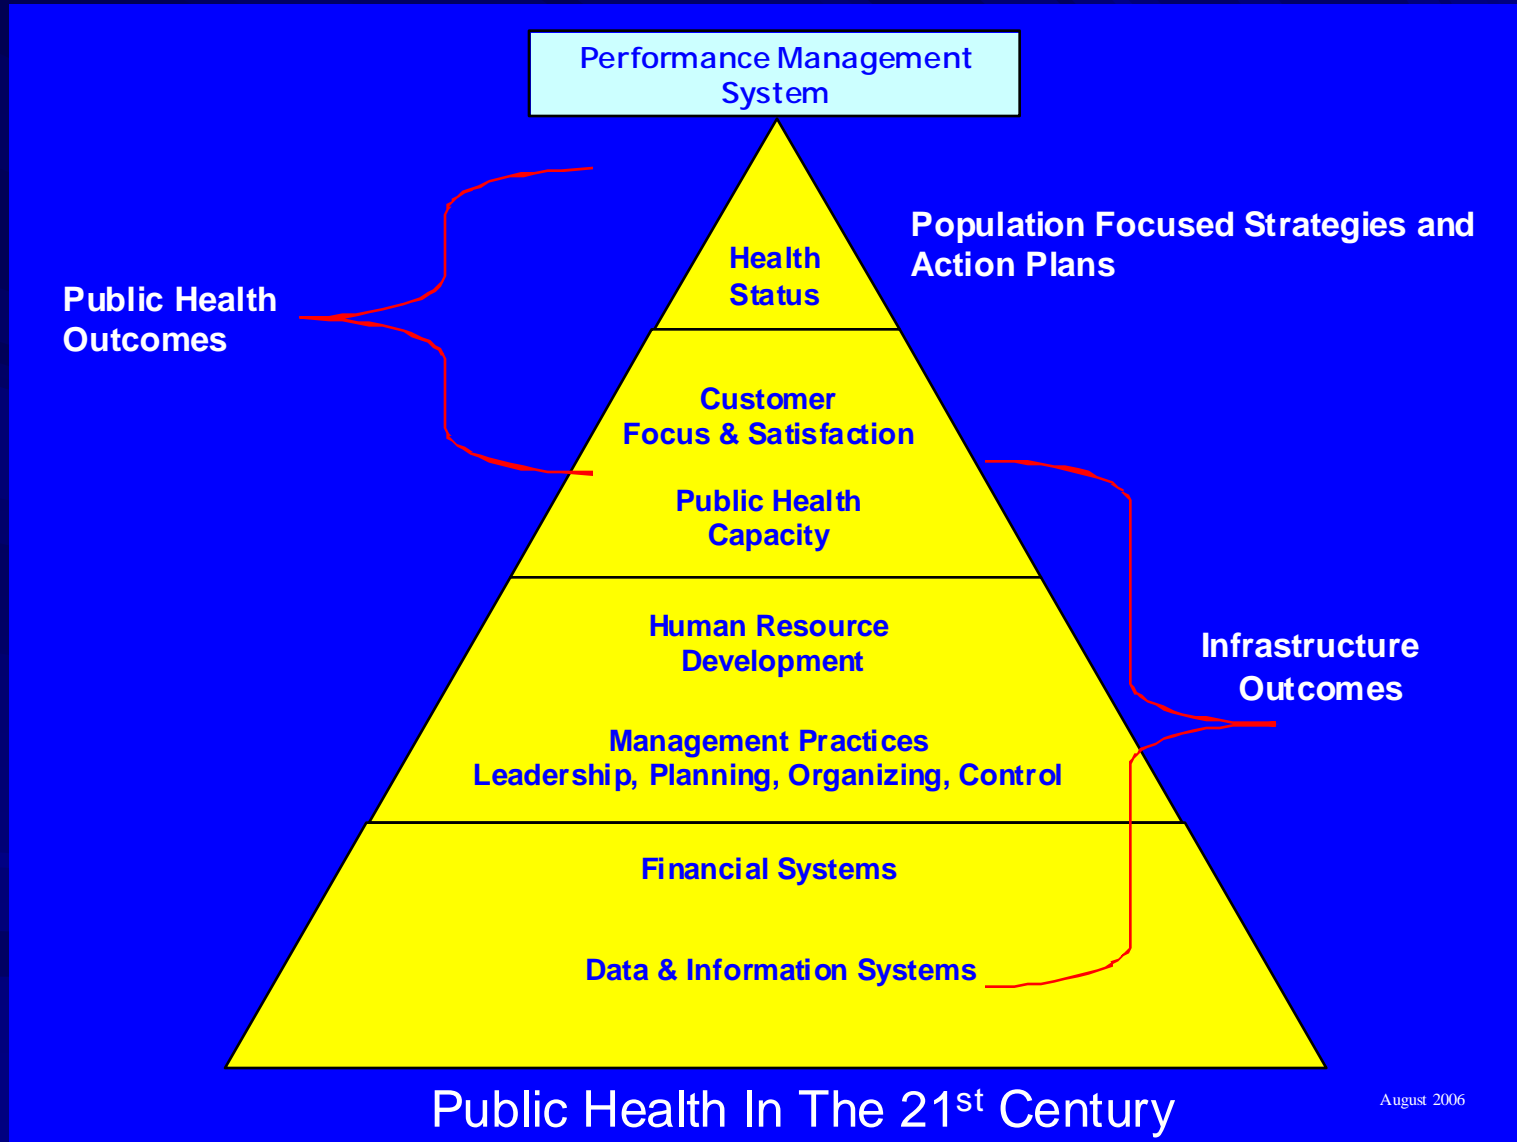 Performance Management
System
Population Focused Strategies and
Action Plans
Health
Status
Public Health
Outcomes
Customer
Focus & Satisfaction
Public Health
Capacity
Human Resource
Development
Infrastructure
Outcomes
Management Practices
Leadership, Planning, Organizing, Control
Financial Systems
Data & Information Systems
Public Health In The 21st Century
August 2006